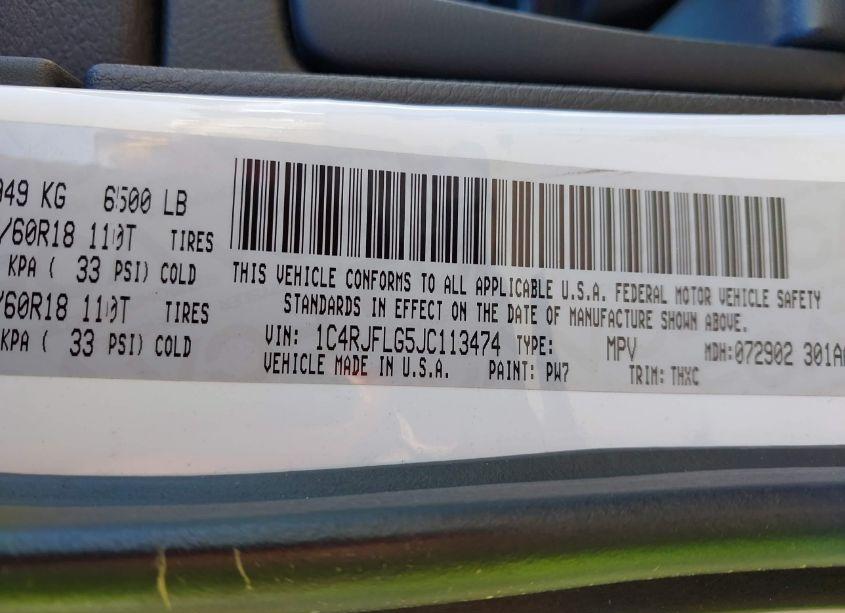 949 KG 6500 LB
/60R18 110T TIRES
KPA ( 33 PSI) COLD
/60R18 110T TIRES
KPA ( 33 PSI) COLD
THIS VEHICLE CONFORMS TO ALL APPLICABLE U.S.A. FEDERAL MOTOR VEHICLE SAFETY
STANDARDS IN EFFECT ON THE DATE OF MANUFACTURE SHOWN ABOVE.
VIN: 1C4RJFLG5JC113474 TYPE: MPV MDH:072902 301A
VEHICLE MADE IN U.S.A. PAINT: PW7 TRIM: THXC